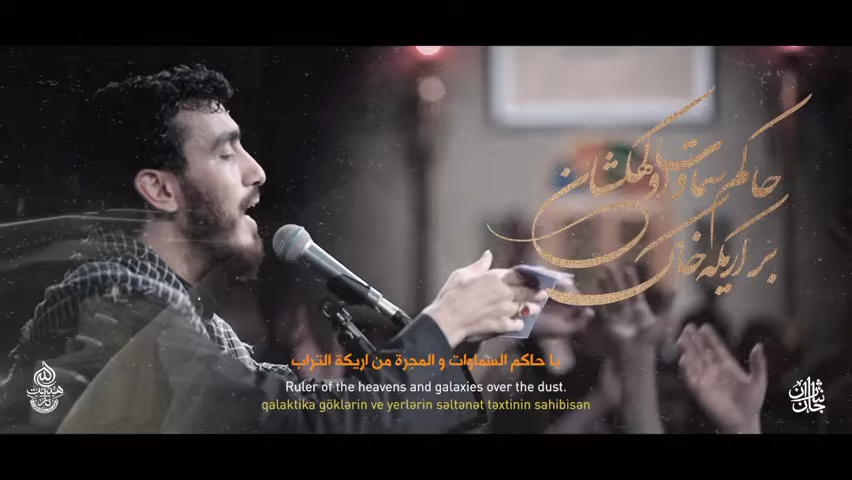 حاکم سماوات و کهکشان
بر اریکه خاک
یا حاكم السماوات و المجرة من اريكة التراب
Ruler of the heavens and galaxies over the dust.
qalaktika göklərin ve yerlərin səltənət təxtinin sahibisən